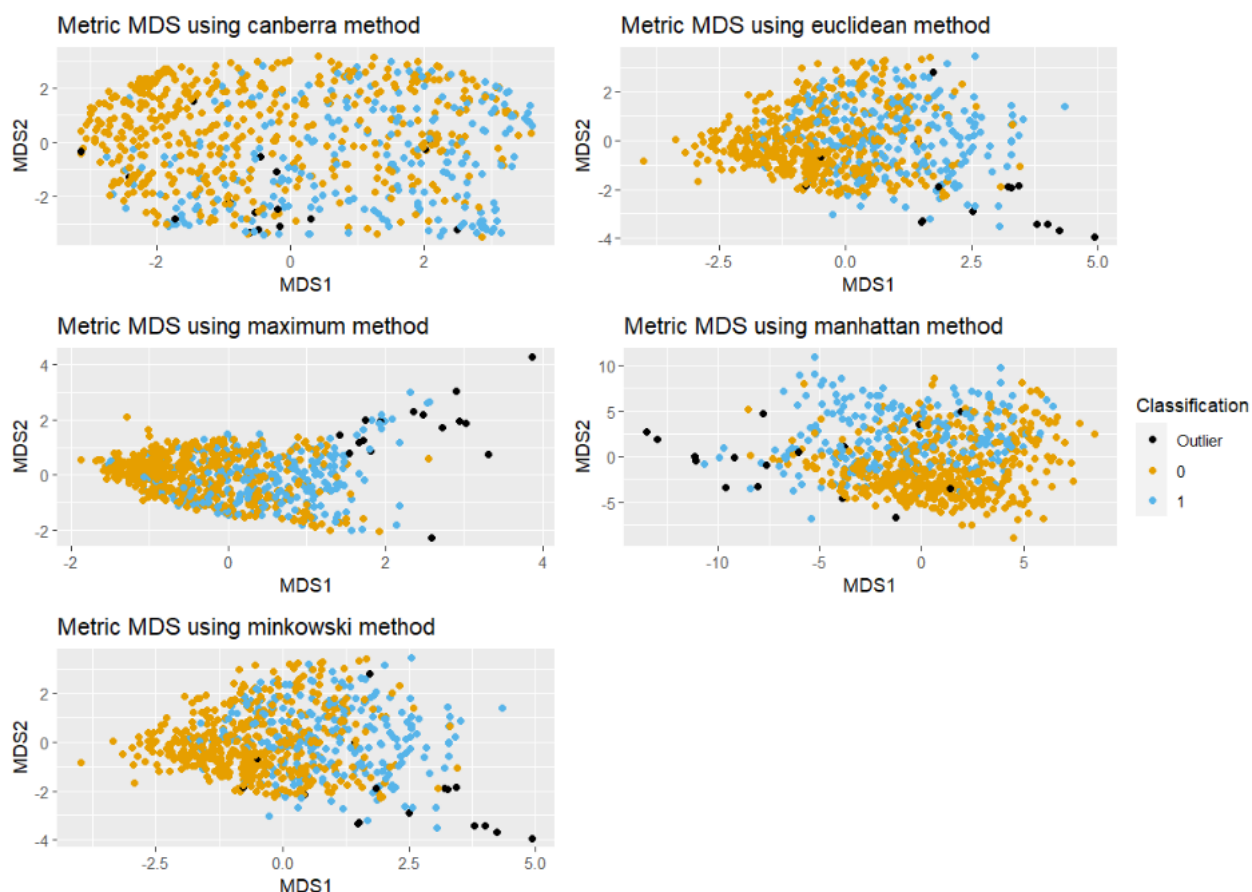 Metric MDS using canberra method
MDS2
2
0
-2
-2
0
2
MDS1
Metric MDS using euclidean method
MDS2
2
0
-2
-4
-2.5
0.0
2.5
5.0
MDS1
Metric MDS using maximum method
MDS2
4
2
0
-2
-2
0
2
4
MDS1
Metric MDS using manhattan method
MDS2
10
5
0
-5
-10
-5
0
5
MDS1
Classification
Outlier
0
1
Metric MDS using minkowski method
MDS2
2
0
-2
-4
-2.5
0.0
2.5
5.0
MDS1